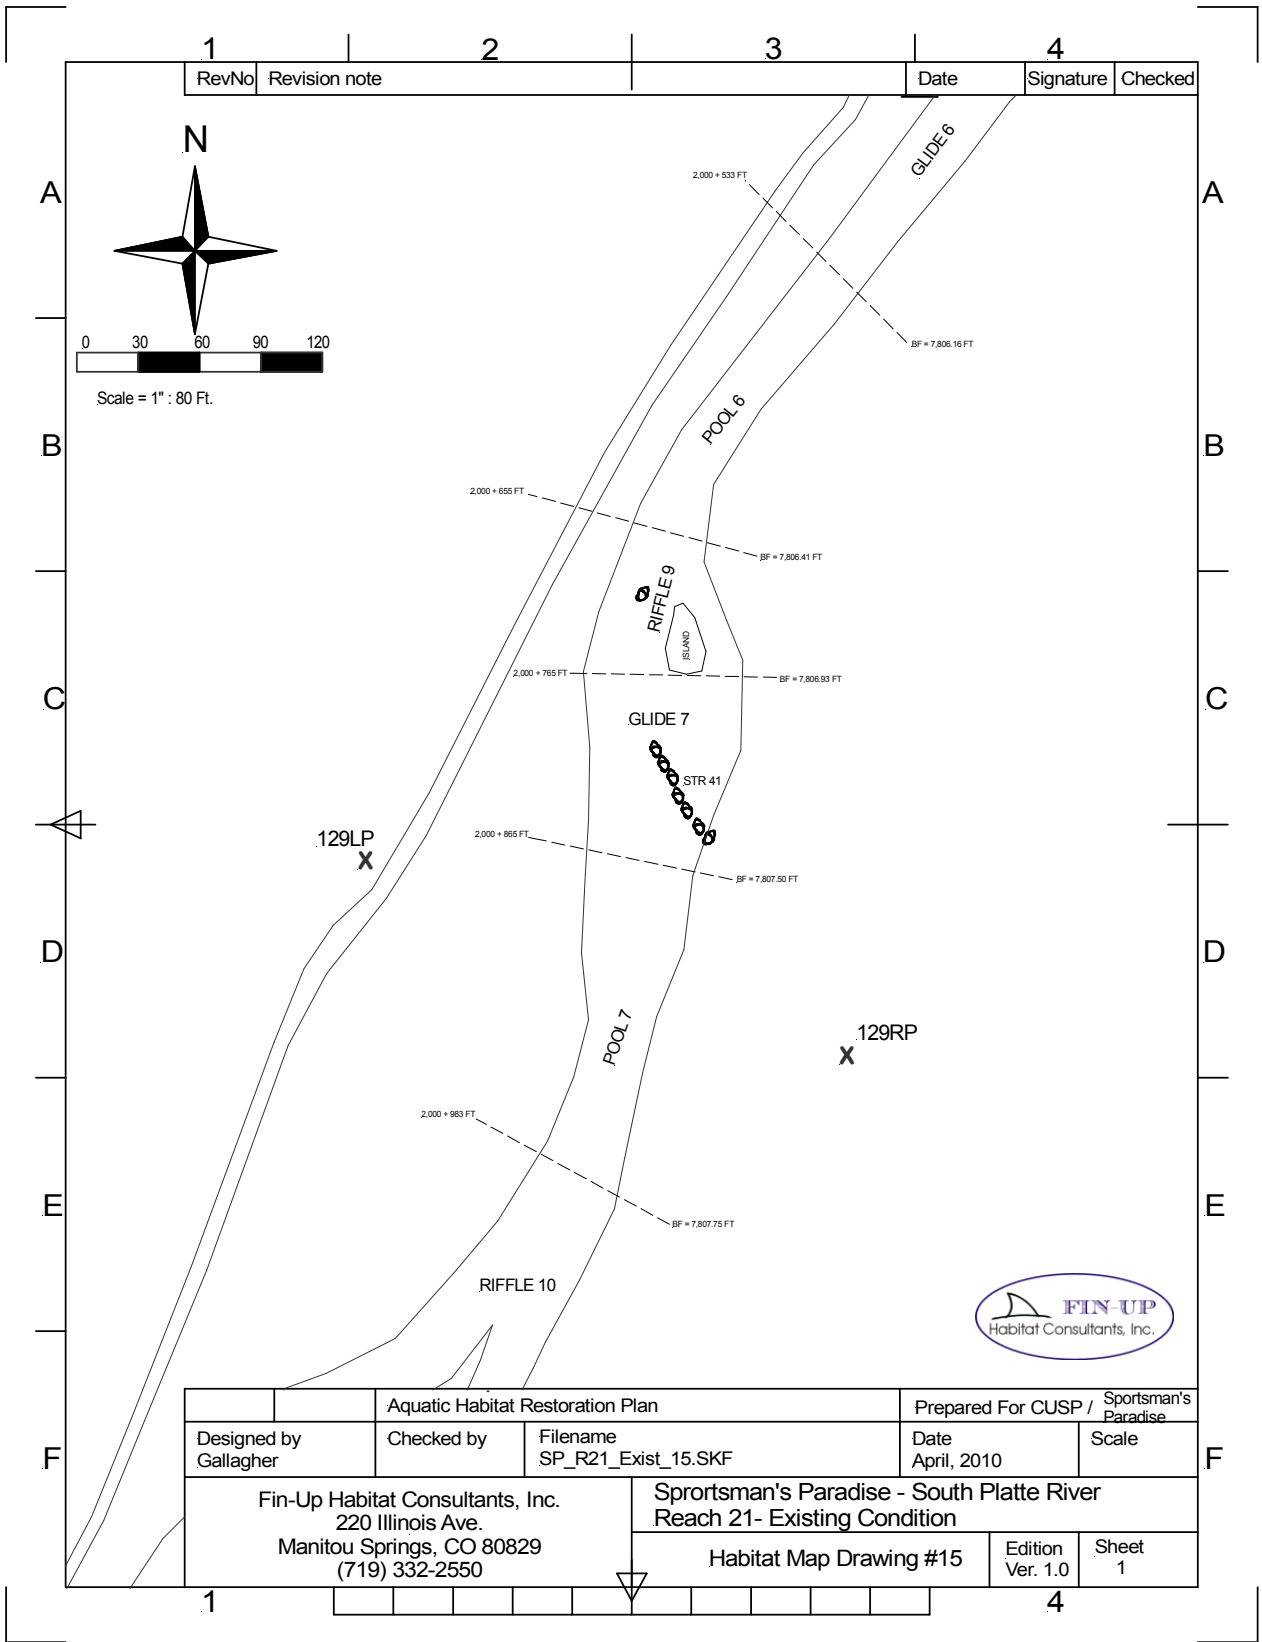 1 2 3 4
RevNo Revision note Date Signature Checked
N
A A
GLIDE 6
2,000 + 533 FT
0 30 60 90 120
BF = 7,806.16 FT
Scale = 1" : 80 Ft.
POOL 6
B B
2,000 + 655 FT
BF = 7,806.41 FT
RIFFLE 9
ISLAND
2,000 + 765 FT
BF = 7,806.93 FT
C C
GLIDE 7
STR 41
129LP
X
2,000 + 865 FT
BF = 7,807.50 FT
D D
POOL 7
129RP
X
2,000 + 983 FT
E E
BF = 7,807.75 FT
RIFFLE 10
FIN-UP
Habitat Consultants, Inc.
Aquatic Habitat Restoration Plan
Prepared For CUSP / Sportsman's
Paradise
F F
Designed by
Gallagher
Checked by
Filename
SP_R21_Exist_15.SKF
Date
April, 2010
Scale
Fin-Up Habitat Consultants, Inc.
220 Illinois Ave.
Manitou Springs, CO 80829
(719) 332-2550
Sprortsman's Paradise - South Platte River
Reach 21- Existing Condition
Habitat Map Drawing #15
Edition
Ver. 1.0
Sheet
1
1 4